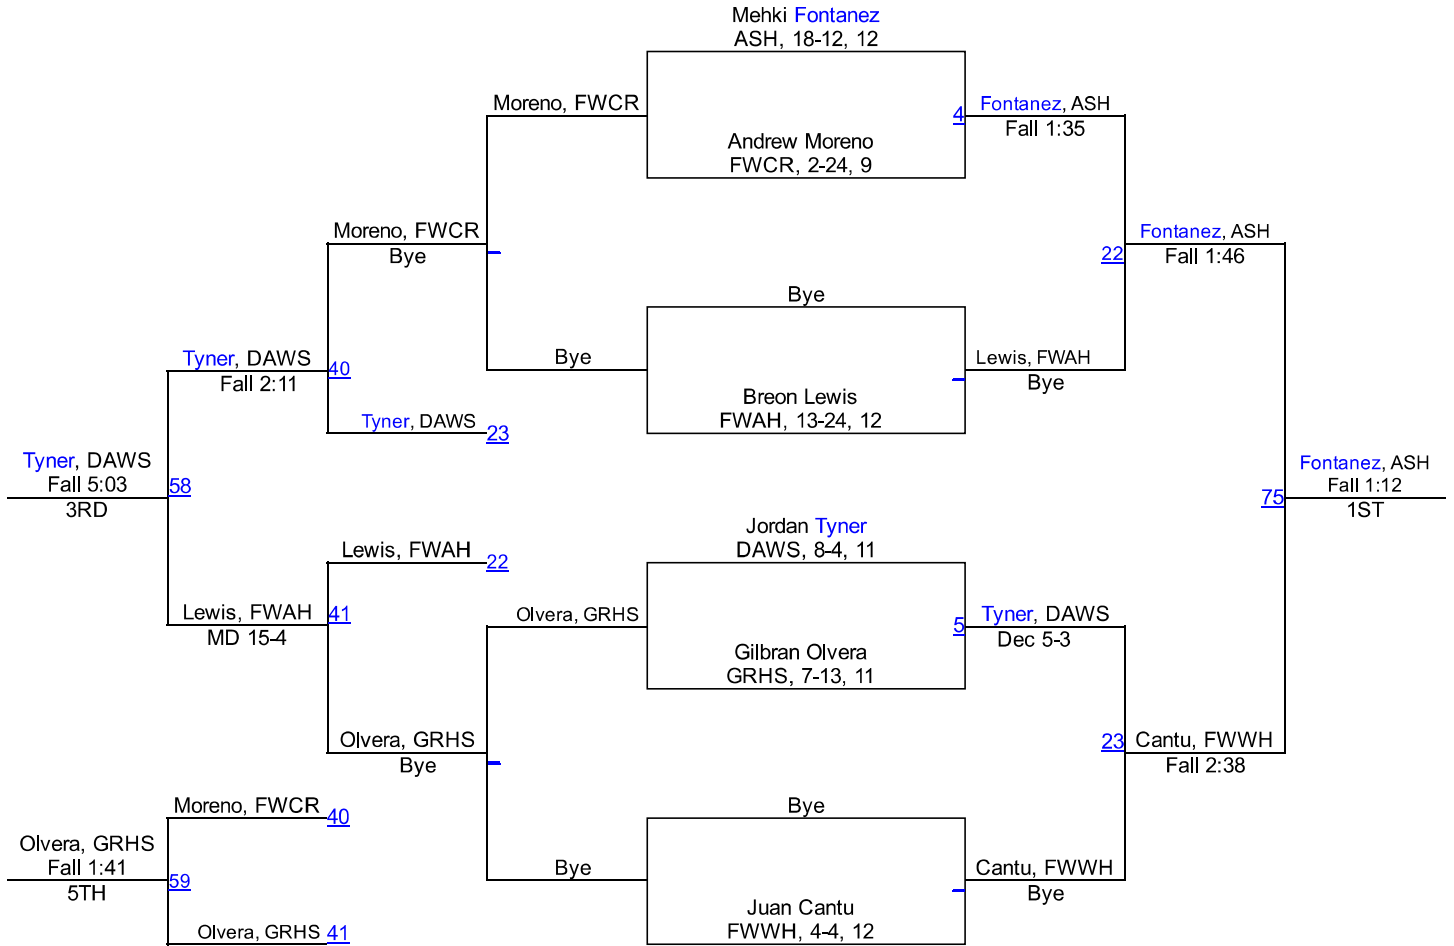 Mehki Fontanez
ASH, 18-12, 12
Moreno, FWCR
4
Fontanez, ASH
Fall 1:35
Andrew Moreno
FWCR, 2-24, 9
Moreno, FWCR
Bye
22
Fontanez, ASH
Fall 1:46
Bye
Bye
Lewis, FWAH
Bye
Breon Lewis
FWAH, 13-24, 12
Tyner, DAWS
Fall 2:11
40
Tyner, DAWS
23
Tyner, DAWS
Fall 5:03
3RD
58
75
Fontanez, ASH
Fall 1:12
1ST
Lewis, FWAH
22
Jordan Tyner
DAWS, 8-4, 11
Lewis, FWAH
MD 15-4
41
Olvera, GRHS
5
Tyner, DAWS
Dec 5-3
Gilbran Olvera
GRHS, 7-13, 11
Olvera, GRHS
Bye
23
Cantu, FWWH
Fall 2:38
Moreno, FWCR
40
Bye
Olvera, GRHS
Fall 1:41
5TH
59
Bye
Cantu, FWWH
Bye
Juan Cantu
FWWH, 4-4, 12
Olvera, GRHS
41